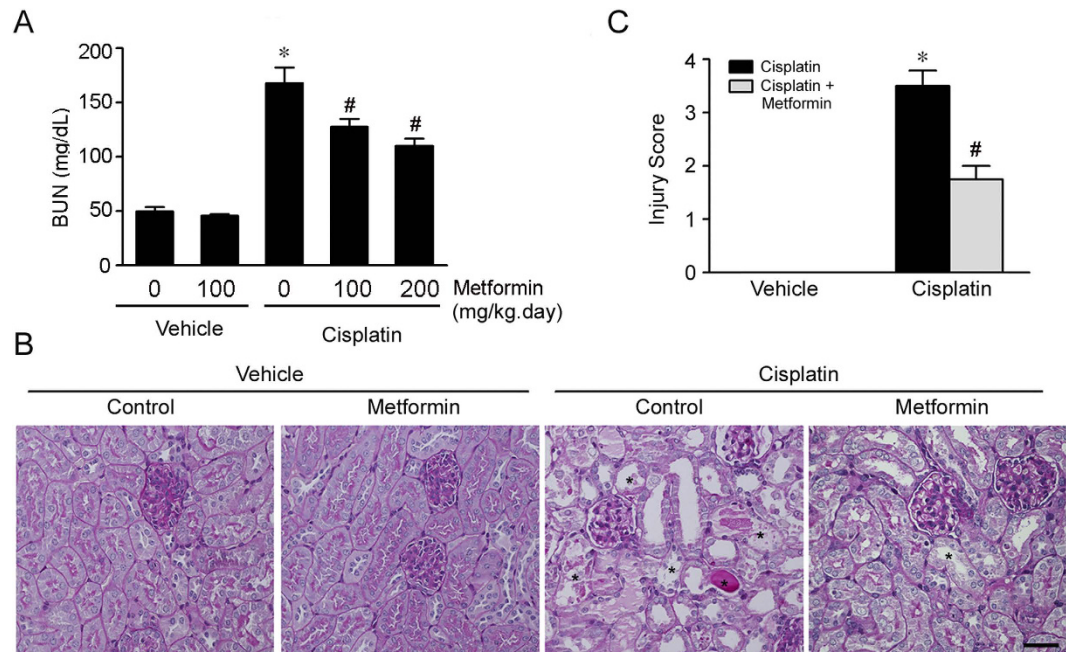 A
BUN (mg/dL)
200
150
100
50
0
*
#
#
0 100 0 100 200 Metformin
(mg/kg.day)
Vehicle
Cisplatin
C
Injury Score
4
3
2
1
0
Cisplatin
Cisplatin +
Metformin
*
#
Vehicle Cisplatin
B
Vehicle Cisplatin
Control Metformin Control Metformin
* * * * *
*